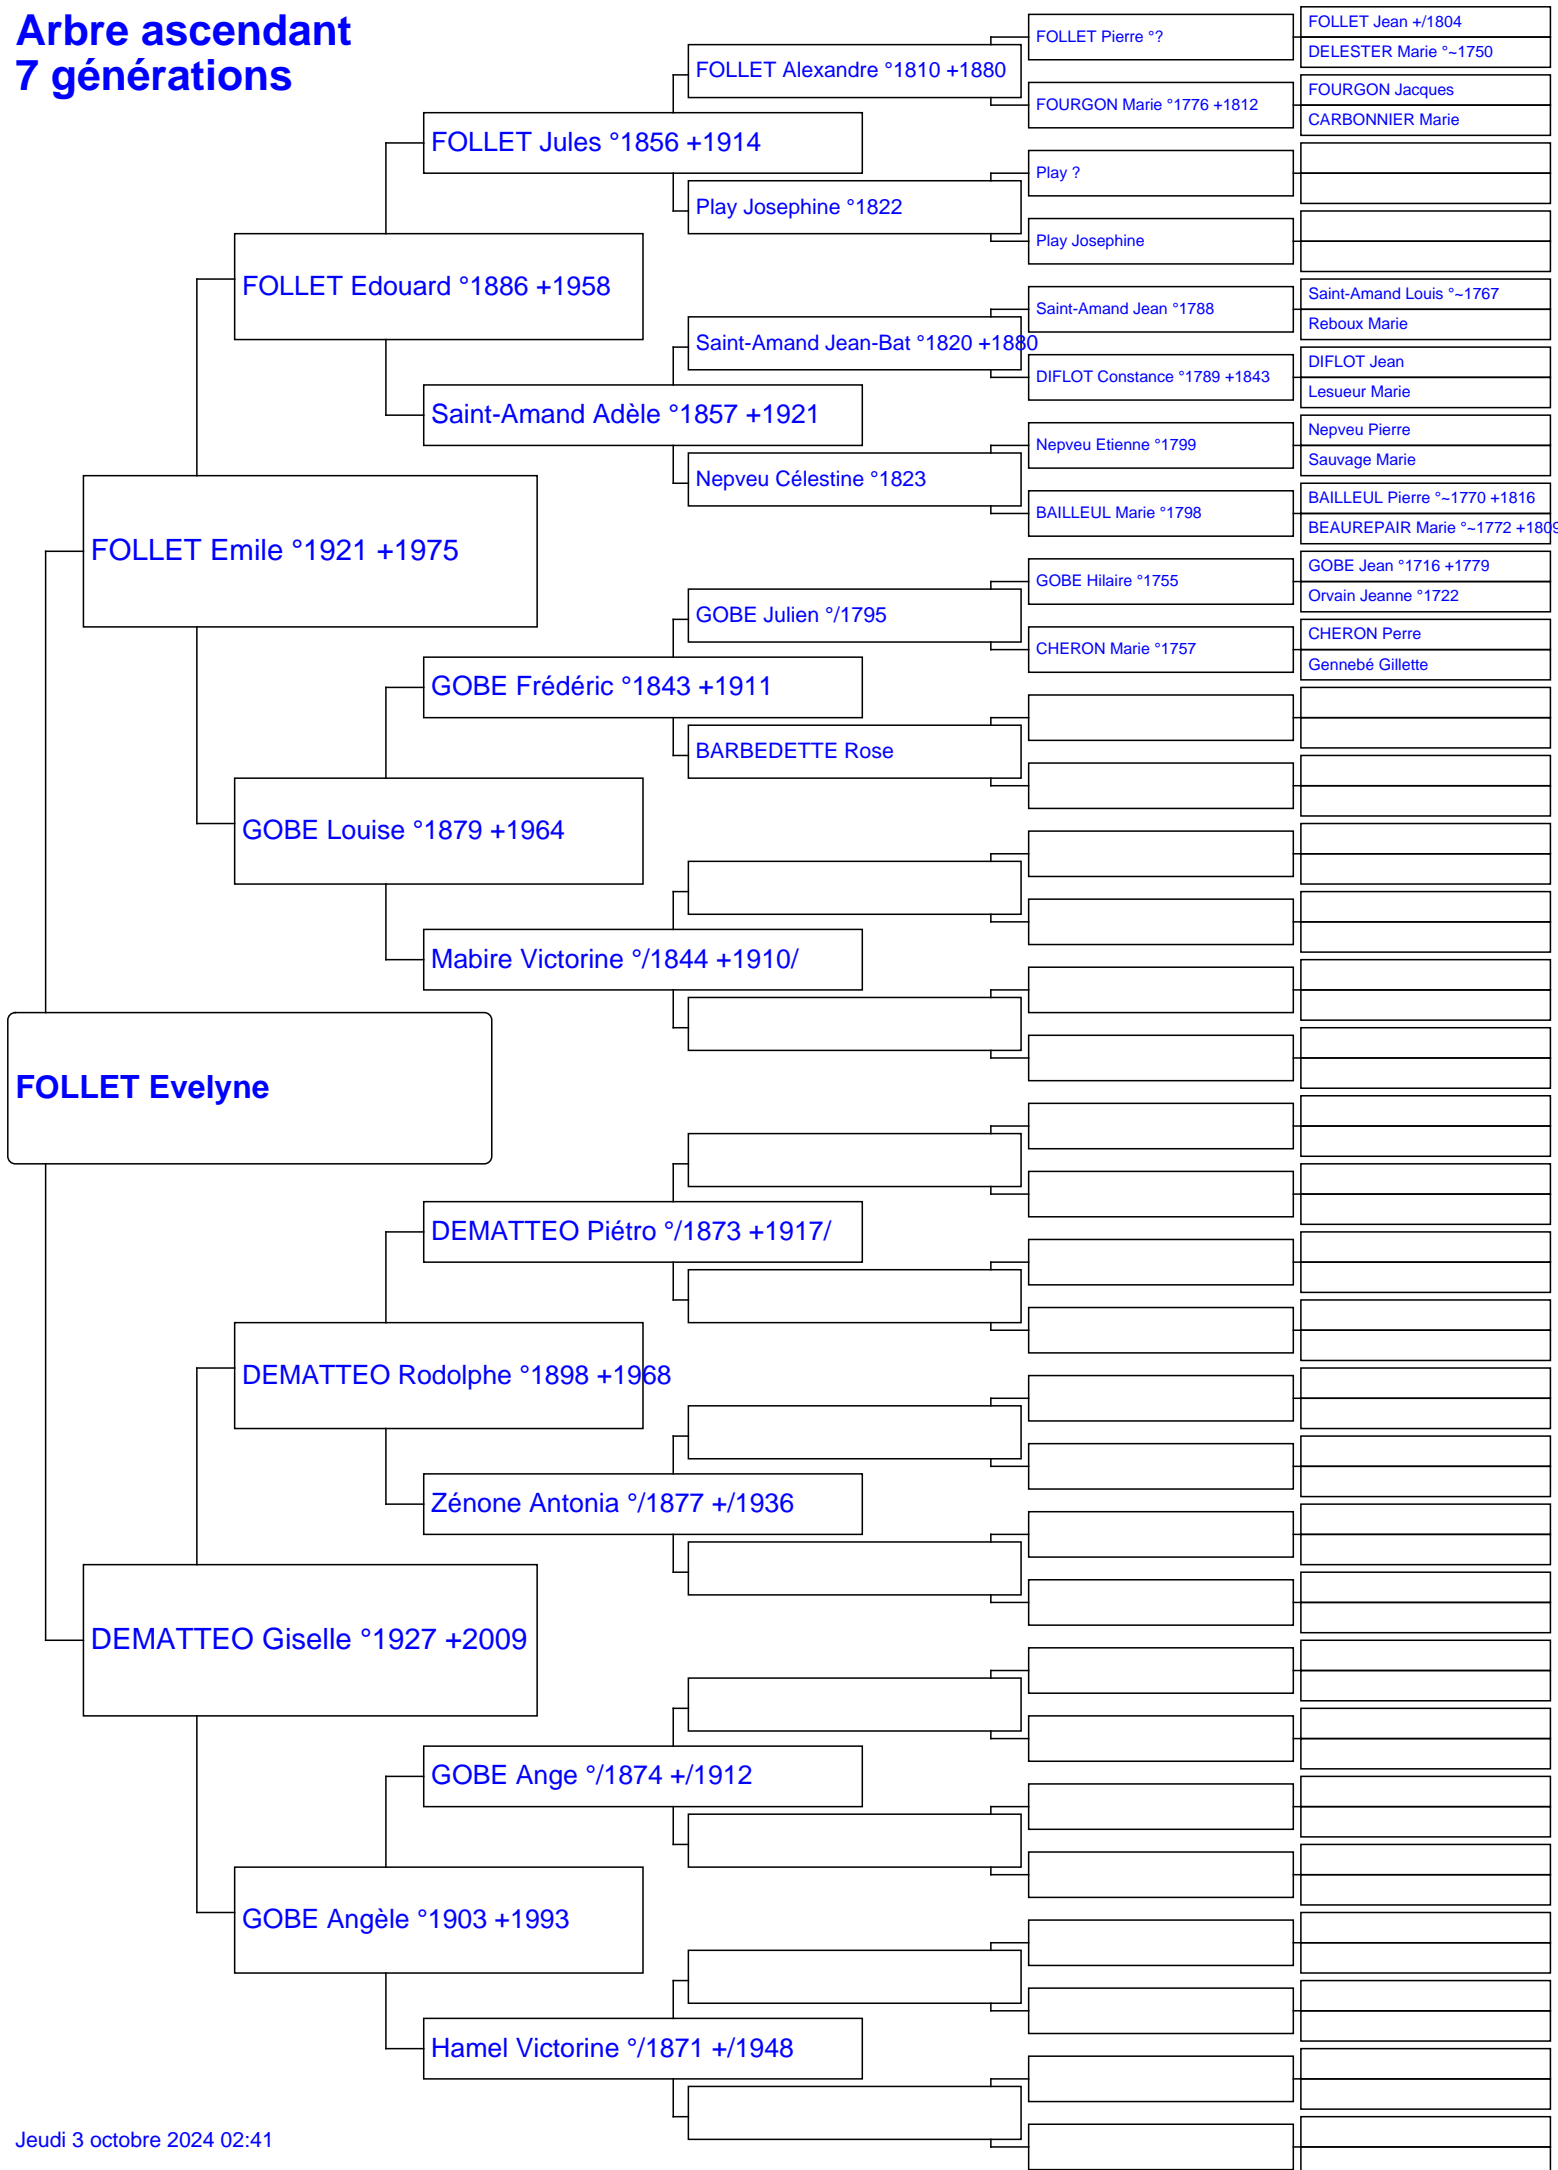 Arbre ascendant
7 générations
FOLLET Evelyne
FOLLET Emile °1921 +1975
DEMATTEO Giselle °1927 +2009
FOLLET Edouard °1886 +1958
GOBE Louise °1879 +1964
DEMATTEO Rodolphe °1898 +1968
GOBE Angèle °1903 +1993
FOLLET Jules °1856 +1914
Saint-Amand Adèle °1857 +1921
GOBE Frédéric °1843 +1911
Mabire Victorine °/1844 +1910/
DEMATTEO Piétro °/1873 +1917/
Zénone Antonia °/1877 +/1936
GOBE Ange °/1874 +/1912
Hamel Victorine °/1871 +/1948
FOLLET Alexandre °1810 +1880
Play Josephine °1822
Saint-Amand Jean-Bat °1820 +1880
Nepveu Célestine °1823
GOBE Julien °/1795
BARBEDETTE Rose
FOLLET Pierre °?
FOURGON Marie °1776 +1812
Play ?
Play Josephine
Saint-Amand Jean °1788
DIFLOT Constance °1789 +1843
Nepveu Etienne °1799
BAILLEUL Marie °1798
GOBE Hilaire °1755
CHERON Marie °1757
FOLLET Jean +/1804
DELESTER Marie °~1750
FOURGON Jacques
CARBONNIER Marie
Saint-Amand Louis °~1767
Reboux Marie
DIFLOT Jean
Lesueur Marie
Nepveu Pierre
Sauvage Marie
BAILLEUL Pierre °~1770 +1816
BEAUREPAIR Marie °~1772 +1809
GOBE Jean °1716 +1779
Orvain Jeanne °1722
CHERON Perre
Gennebé Gillette
Jeudi 3 octobre 2024 02:41